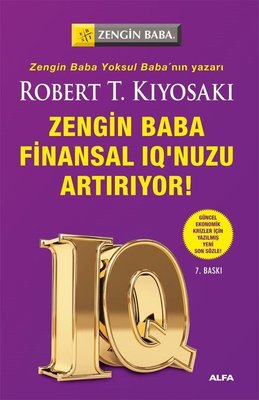 ZENGİN BABA.
Zengin Baba Yoksul Baba'nın yazarı
ROBERT T. KIYOSAKI
ZENGİN BABA
FİNANSAL IQ'NUZU
ARTIRIYOR!
GÜNCEL
EKONOMİK
KRİZLER İÇİN
YAZILMIŞ
YENİ
SON SÖZLE!
7. BASKI
IQ
ALFA